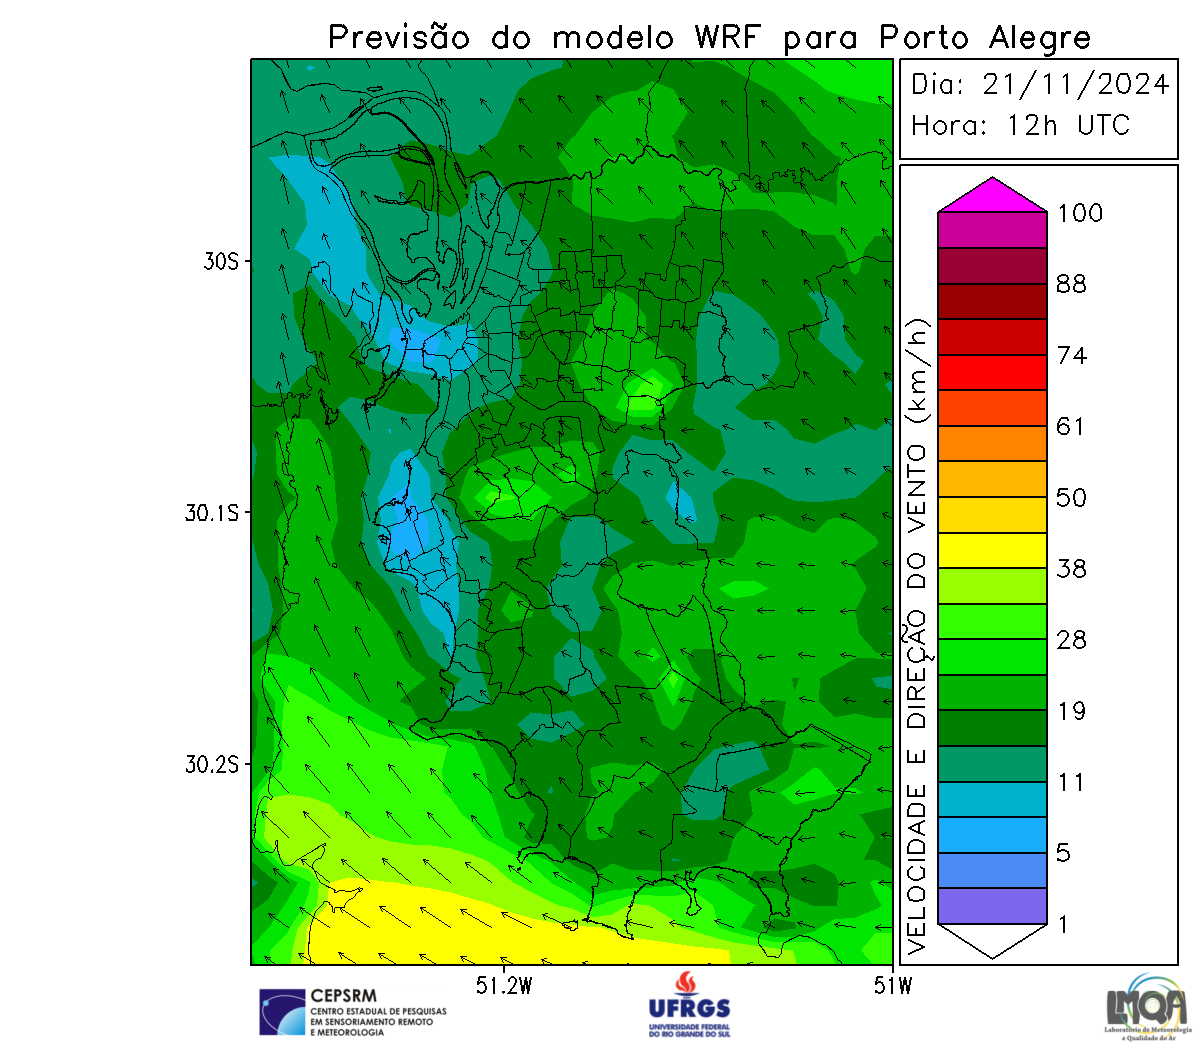 Previsão do modelo WRF para Porto Alegre
Dia: 21/11/2024
Hora: 12h UTC
30S
30.1S
30.2S
51.2W
51W
VELOCIDADE E DIREÇÃO DO VENTO (km/h)
100
88
74
61
50
38
28
19
11
5
1
CEPSRM
CENTRO ESTADUAL DE PESQUISAS
EM SENSORIAMENTO REMOTO
E METEOROLOGIA
UFRGS
UNIVERSIDADE FEDERAL
DO RIO GRANDE DO SUL
LMQA
Laboratório de Meteorologia
e Qualidade do Ar